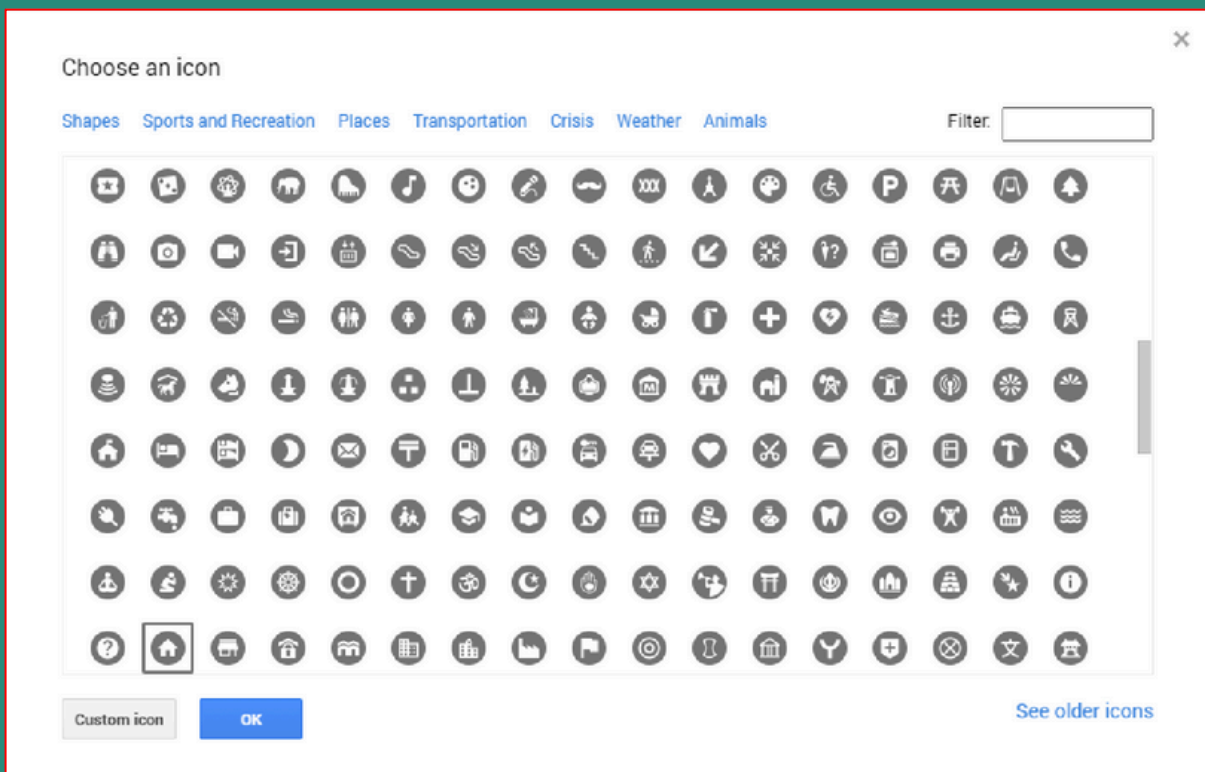 Choose an icon
Shapes Sports and Recreation Places Transportation Crisis Weather Animals Filter:
Custom icon OK See older icons